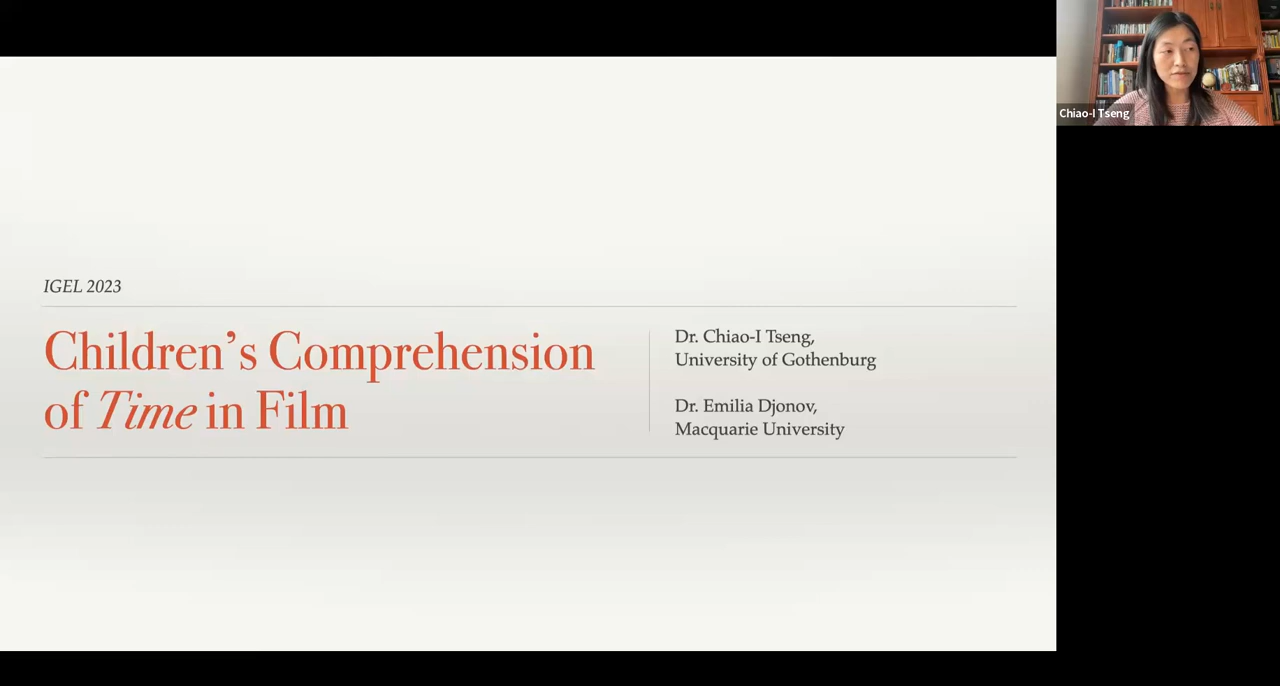 IGEL 2023
Children's Comprehension
of Time in Film
Dr. Chiao-I Tseng,
University of Gothenburg
Dr. Emilia Djonov,
Macquarie University
Chiao-I Tseng